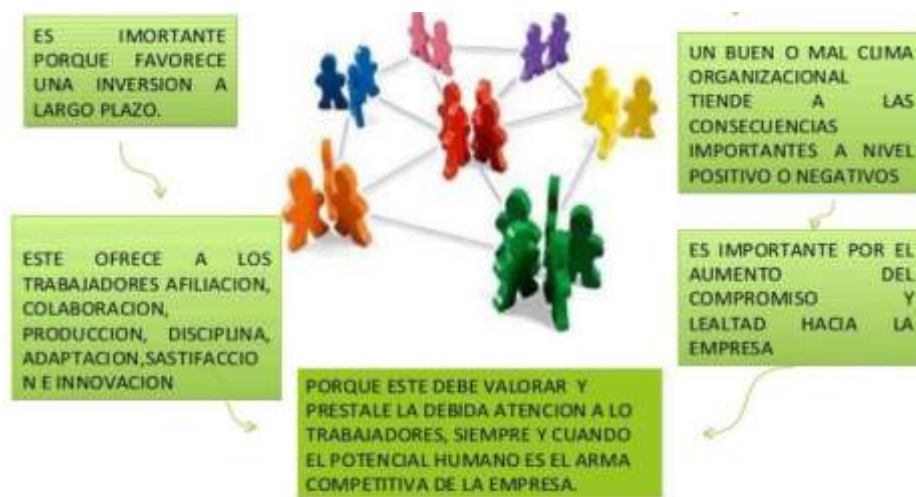 ES IMORTANTE
PORQUE FAVORECE
UNA INVERSION A
LARGO PLAZO.
ESTE OFRECE A LOS
TRABAJADORES AFILIACION,
COLABORACION,
PRODUCCION, DISCIPLINA,
ADAPTACION,SASTIFACCIO
N E INNOVACION
UN BUEN O MAL CLIMA
ORGANIZACIONAL
TIENDE A LAS
CONSECUENCIAS
IMPORTANTES A NIVEL
POSITIVO O NEGATIVOS
ES IMPORTANTE POR EL
AUMENTO DEL
COMPROMISO Y
LEALTAD HACIA LA
EMPRESA
PORQUE ESTE DEBE VALORAR Y
PRESTALE LA DEBIDA ATENCION A LO
TRABAJADORES, SIEMPRE Y CUANDO
EL POTENCIAL HUMANO ES EL ARMA
COMPETITIVA DE LA EMPRESA.